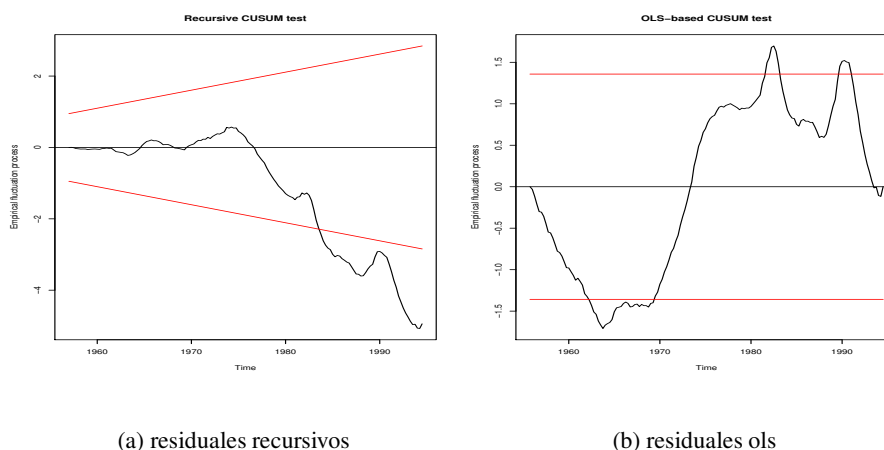 Recursive CUSUM test
Empirical fluctuation process
2
0
−2
−4
1960 1970 1980 1990
Time
(a) residuales recursivos
OLS−based CUSUM test
Empirical fluctuation process
1.5
1.0
0.5
0.0
−0.5
−1.0
−1.5
1960 1970 1980 1990
Time
(b) residuales ols